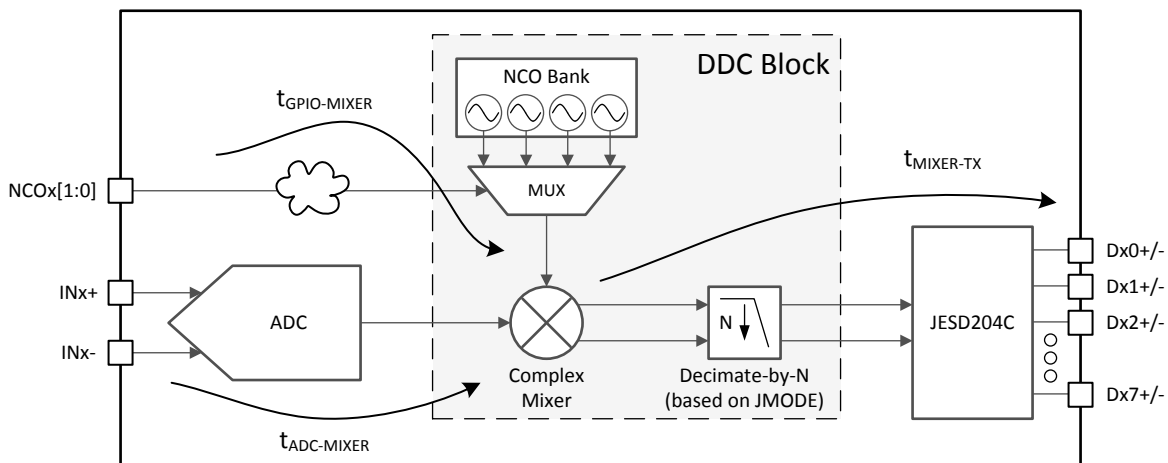 DDC Block
NCO Bank
tGPIO-MIXER
tMIXER-TX
NCOx[1:0]
MUX
Dx0+/-
Dx1+/-
INx+
ADC
N
JESD204C
Dx2+/-
INx-
Complex
Mixer
Decimate-by-N
(based on JMODE)
Dx7+/-
tADC-MIXER